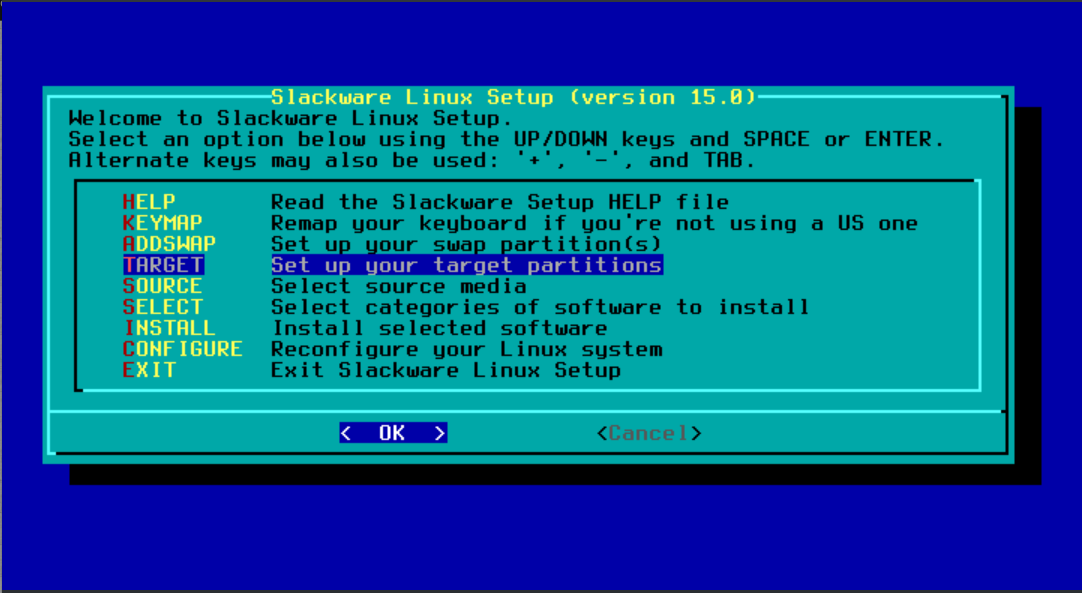 Slackware Linux Setup (version 15.0)
Welcome to Slackware Linux Setup.
Select an option below using the UP/DOWN keys and SPACE or ENTER.
Alternate keys may also be used: '+', '-', and TAB.
HELP Read the Slackware Setup HELP file
KEYMAP Remap your keyboard if you're not using a US one
ADDSWAP Set up your swap partition(s)
TARGET Set up your target partitions
SOURCE Select source media
SELECT Select categories of software to install
INSTALL Install selected software
CONFIGURE Reconfigure your Linux system
EXIT Exit Slackware Linux Setup
< OK > <Cancel>